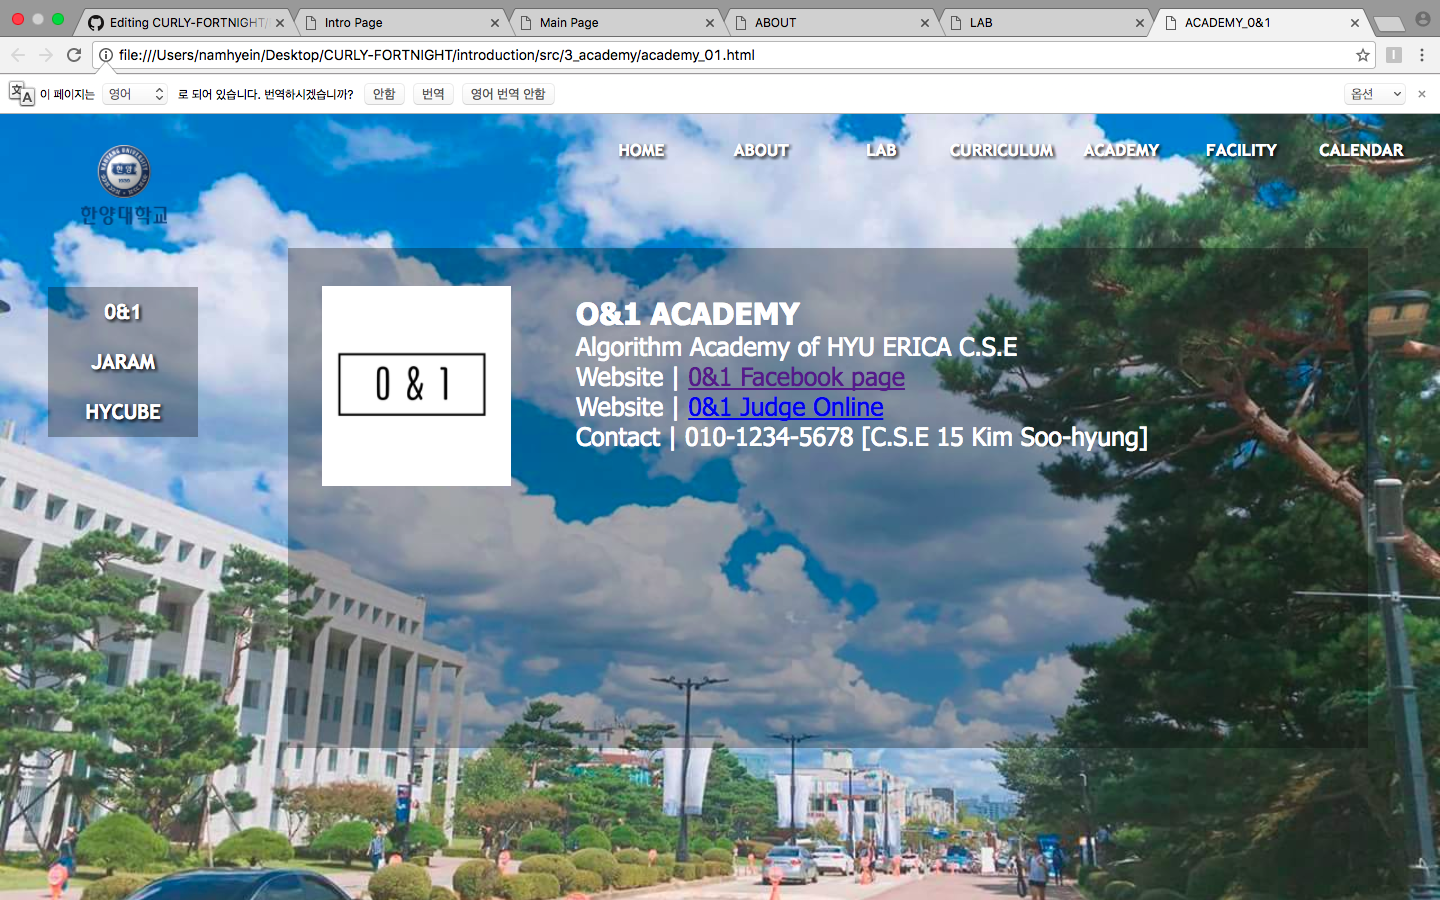 Editing CURLY-FORTNIGHT/
Intro Page
Main Page
ABOUT
LAB
ACADEMY_0&1
file:///Users/namhyein/Desktop/CURLY-FORTNIGHT/introduction/src/3_academy/academy_01.html
이 페이지는 영어 로 되어 있습니다. 번역하시겠습니까? 안함 번역 영어 번역 안함 옵션
HOME ABOUT LAB CURRICULUM ACADEMY FACILITY CALENDAR
한양
한양대학교
0&1
JARAM
HYCUBE
0 & 1
O&1 ACADEMY
Algorithm Academy of HYU ERICA C.S.E
Website | 0&1 Facebook page
Website | 0&1 Judge Online
Contact | 010-1234-5678 [C.S.E 15 Kim Soo-hyung]